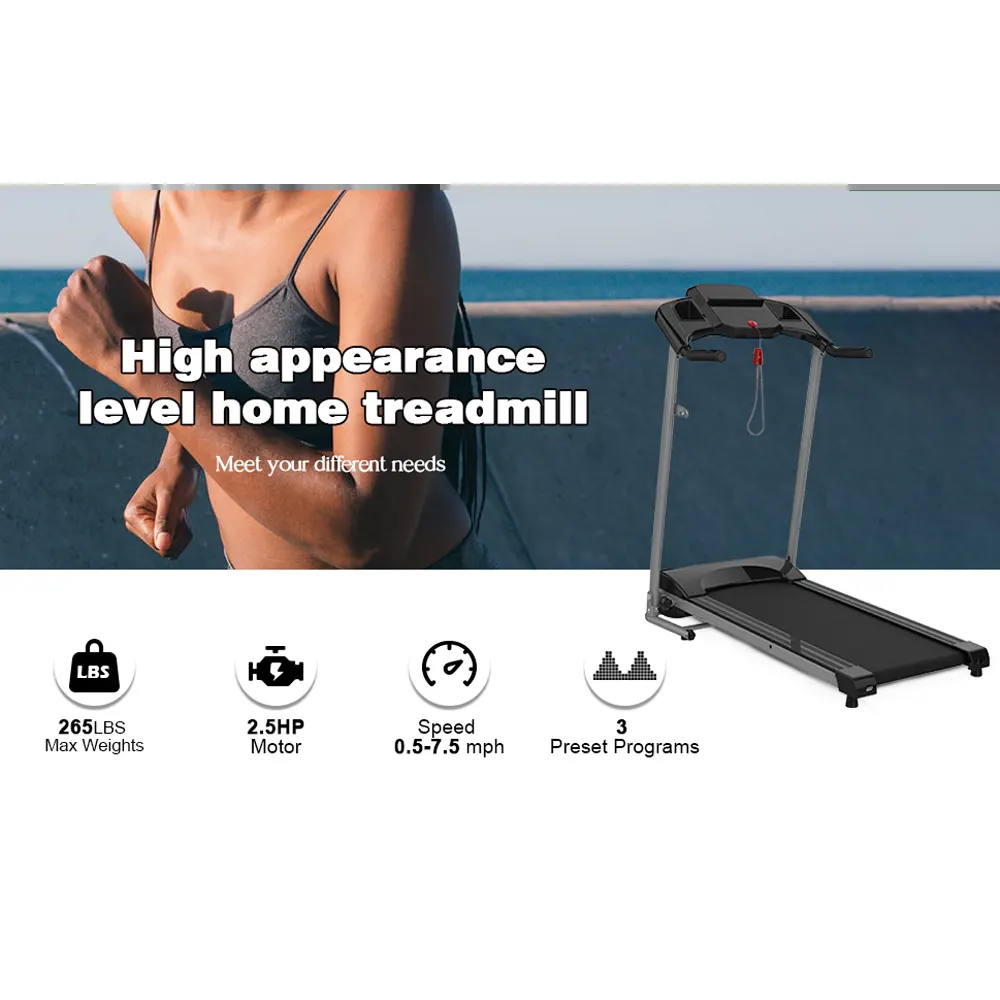 High appearance
level home treadmill
Meet your different needs
LBS
265LBS
Max Weights
2.5HP
Motor
Speed
0.5-7.5 mph
3
Preset Programs